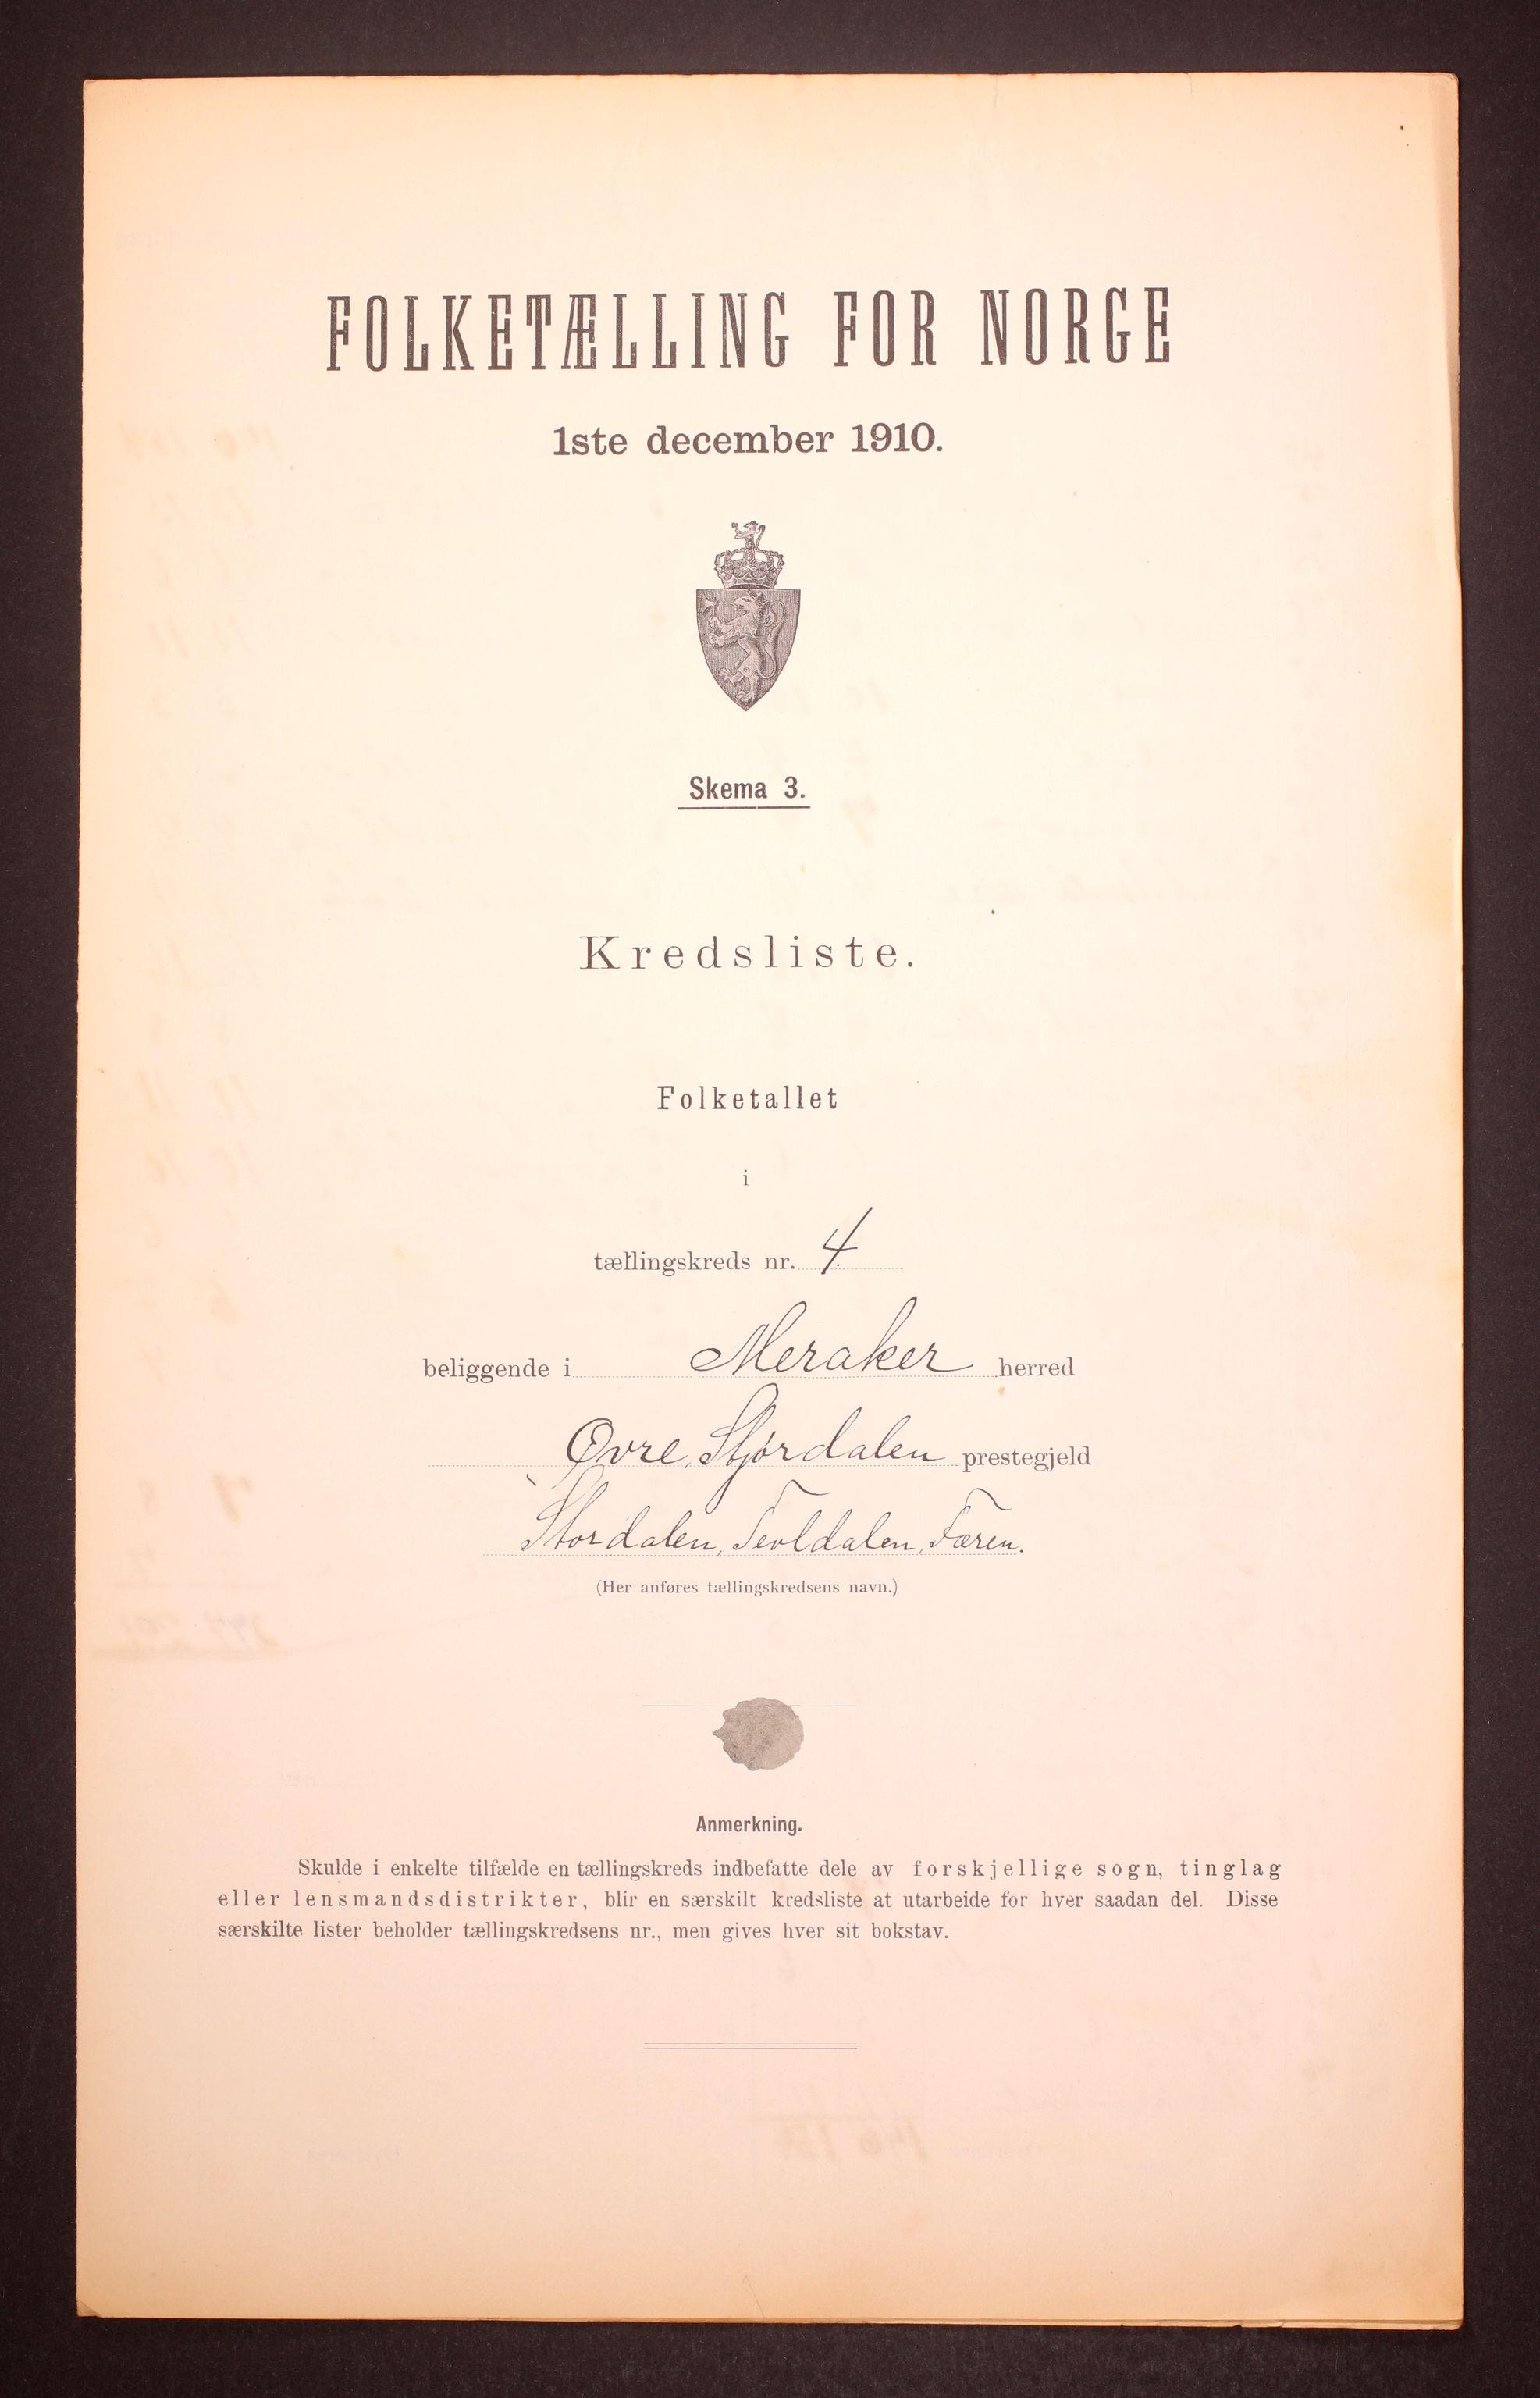 FOLKETÆLLING FOR NORGE
1ste december 1910.
Skema 3.
Kredsliste.
Folketallet
i
tællingskreds nr. 4
beliggende i Meraker herred
Øvre Stjørdalen prestegjeld
Stordalen, Tevldalen, Færen.
(Her anføres tællingskredsens navn.)
Anmerkning.
Skulde i enkelte tilfælde en tællingskreds indbefatte dele av forskjellige sogn, tinglag
eller lensmandsdistrikter, blir en særskilt kredsliste at utarbeide for hver saadan del. Disse
særskilte lister beholder tællingskredsens nr., men gives hver sit bokstav.